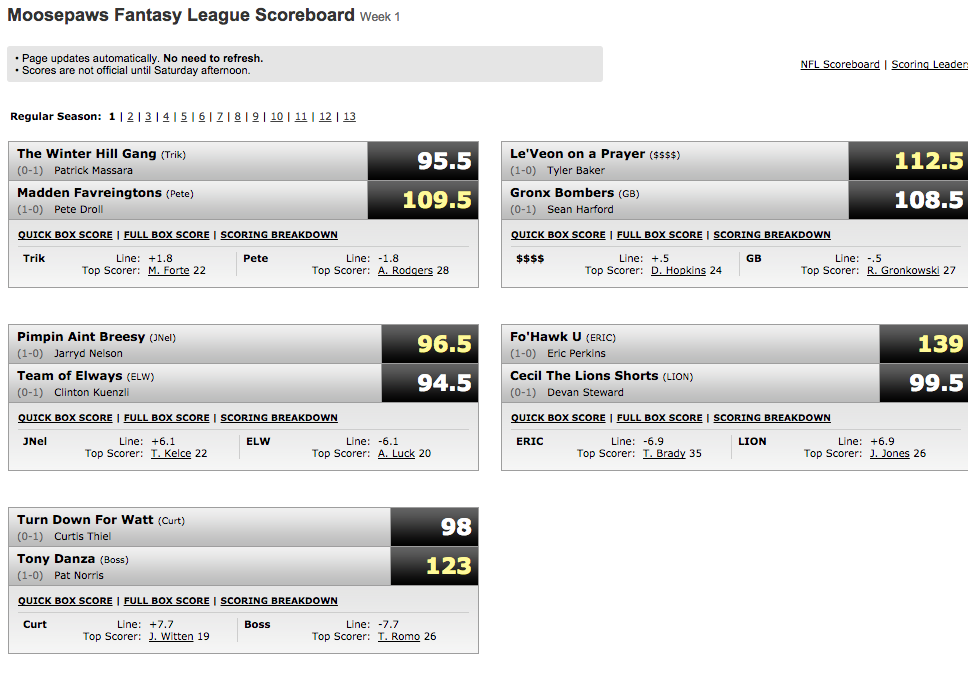 Moosepaws Fantasy League Scoreboard Week 1
• Page updates automatically. No need to refresh.
• Scores are not official until Saturday afternoon.
NFL Scoreboard | Scoring Leaders
Regular Season: 1 | 2 | 3 | 4 | 5 | 6 | 7 | 8 | 9 | 10 | 11 | 12 | 13
The Winter Hill Gang (Trik)
(0-1) Patrick Massara
95.5
Madden Favreingtons (Pete)
(1-0) Pete Droll
109.5
QUICK BOX SCORE | FULL BOX SCORE | SCORING BREAKDOWN
Trik Line: +1.8 Pete Line: -1.8
Top Scorer: M. Forte 22 Top Scorer: A. Rodgers 28
Le'Veon on a Prayer ($$$$)
(1-0) Tyler Baker
112.5
Gronx Bombers (GB)
(0-1) Sean Harford
108.5
QUICK BOX SCORE | FULL BOX SCORE | SCORING BREAKDOWN
$$$$ Line: +.5 GB Line: -.5
Top Scorer: D. Hopkins 24 Top Scorer: R. Gronkowski 27
Pimpin Aint Breesy (JNel)
(1-0) Jarryd Nelson
96.5
Team of Elways (ELW)
(0-1) Clinton Kuenzli
94.5
QUICK BOX SCORE | FULL BOX SCORE | SCORING BREAKDOWN
JNel Line: +6.1 ELW Line: -6.1
Top Scorer: T. Kelce 22 Top Scorer: A. Luck 20
Fo'Hawk U (ERIC)
(1-0) Eric Perkins
139
Cecil The Lions Shorts (LION)
(0-1) Devan Steward
99.5
QUICK BOX SCORE | FULL BOX SCORE | SCORING BREAKDOWN
ERIC Line: -6.9 LION Line: +6.9
Top Scorer: T. Brady 35 Top Scorer: J. Jones 26
Turn Down For Watt (Curt)
(0-1) Curtis Thiel
98
Tony Danza (Boss)
(1-0) Pat Norris
123
QUICK BOX SCORE | FULL BOX SCORE | SCORING BREAKDOWN
Curt Line: +7.7 Boss Line: -7.7
Top Scorer: J. Witten 19 Top Scorer: T. Romo 26